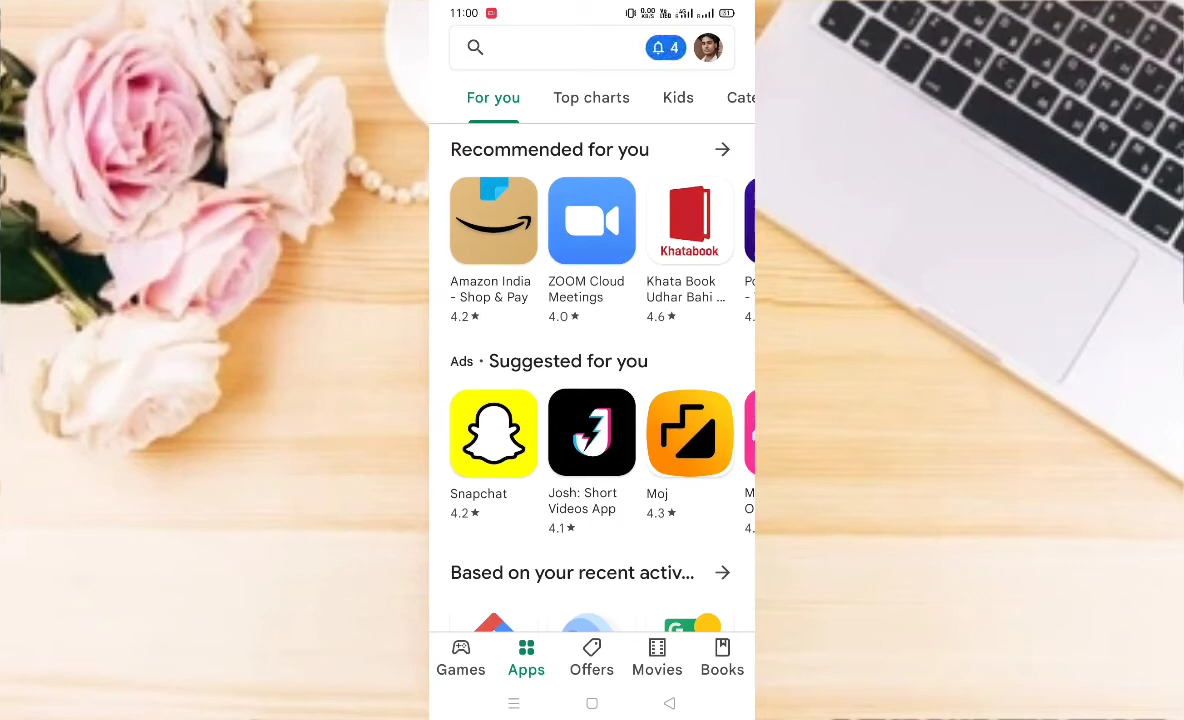 11:00
4
For you Top charts Kids Cate
Recommended for you
Khatabook
Amazon India - Shop & Pay
4.2★
ZOOM Cloud Meetings
4.0★
Khata Book Udhar Bahi ...
4.6★
Ads • Suggested for you
Snapchat
4.2★
Josh: Short Videos App
4.1★
Moj
4.3★
Based on your recent activ...
Games Apps Offers Movies Books